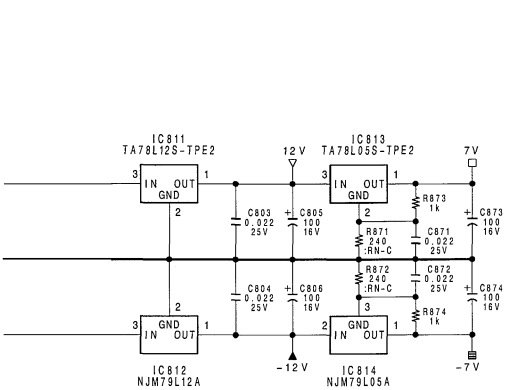 IC811
TA78L12S-TPE2
12V
IC813
TA78L05S-TPE2
7V
3 IN OUT 1
GND
2
3 IN OUT 1
GND
2
R873
1k
C803
0.022
25V
+ C805
100
16V
R871
240
:RN-C
C871
0.022
25V
+ C873
100
16V
C804
0.022
25V
+ C806
100
16V
R872
240
:RN-C
C872
0.022
25V
+ C874
100
16V
R874
1k
2
GND
3 IN OUT 1
3
GND
2 IN OUT 1
IC812
NJM79L12A
-12V
IC814
NJM79L05A
-7V